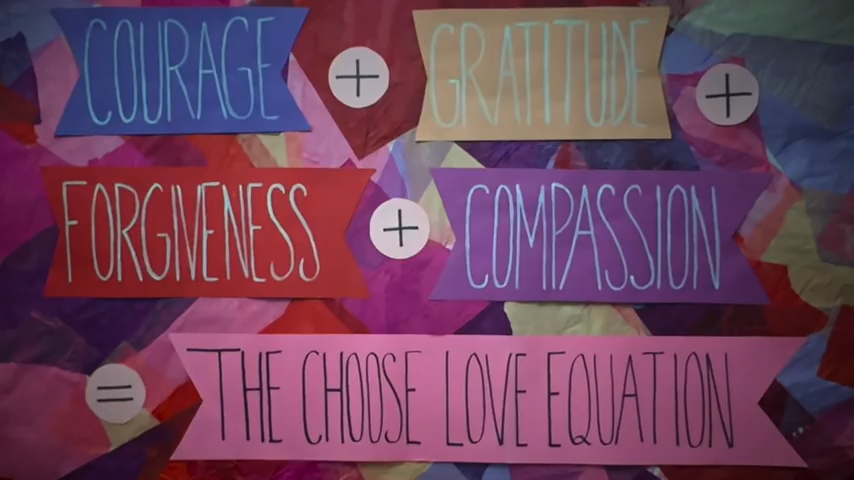 COURAGE + GRATITUDE +
FORGIVENESS + COMPASSION
= THE CHOOSE LOVE EQUATION